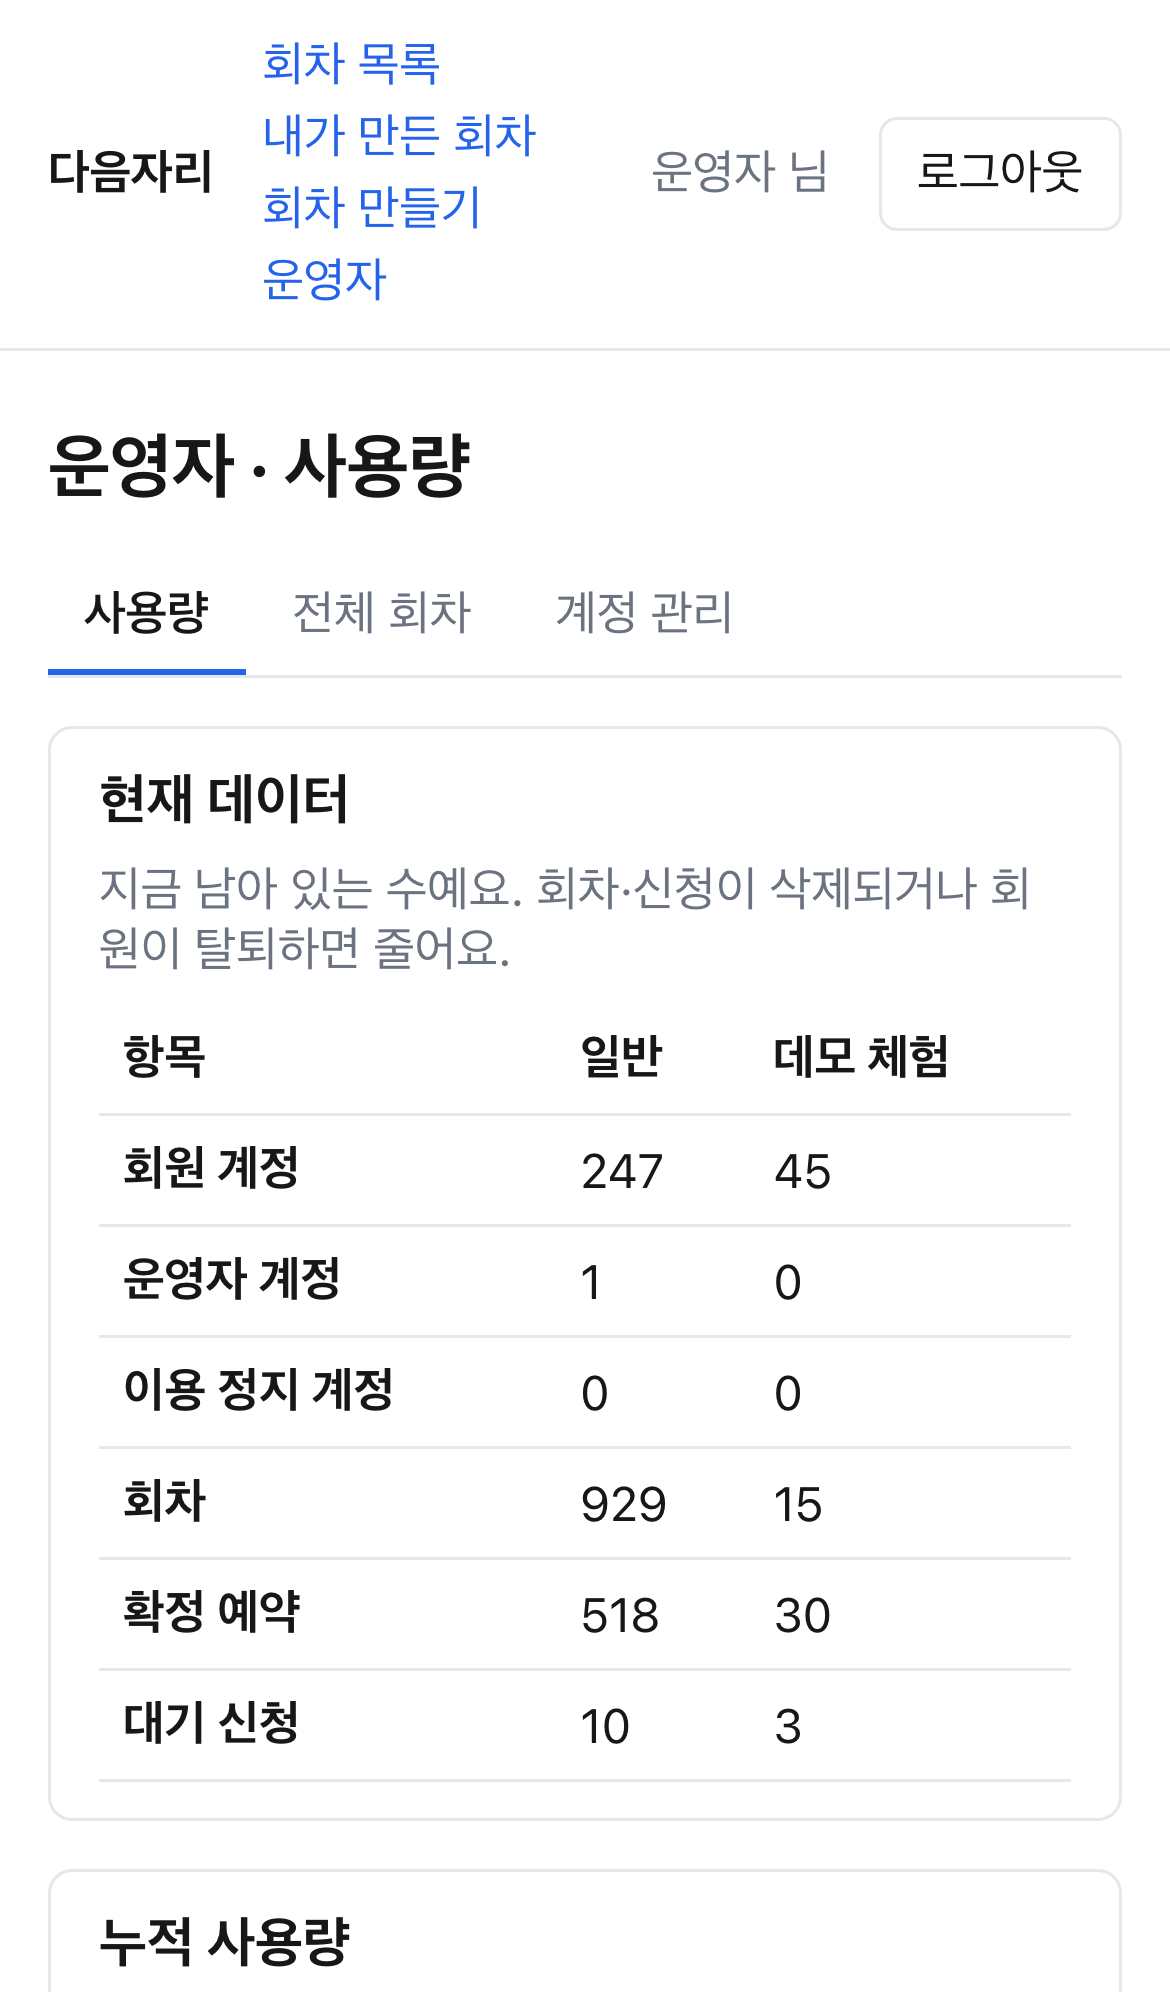 다음자리
회차 목록
내가 만든 회차
회차 만들기
운영자
운영자 님
로그아웃
운영자 · 사용량
사용량 전체 회차 계정 관리
현재 데이터
지금 남아 있는 수예요. 회차·신청이 삭제되거나 회
원이 탈퇴하면 줄어요.
항목 일반 데모 체험
회원 계정 247 45
운영자 계정 1 0
이용 정지 계정 0 0
회차 929 15
확정 예약 518 30
대기 신청 10 3
누적 사용량